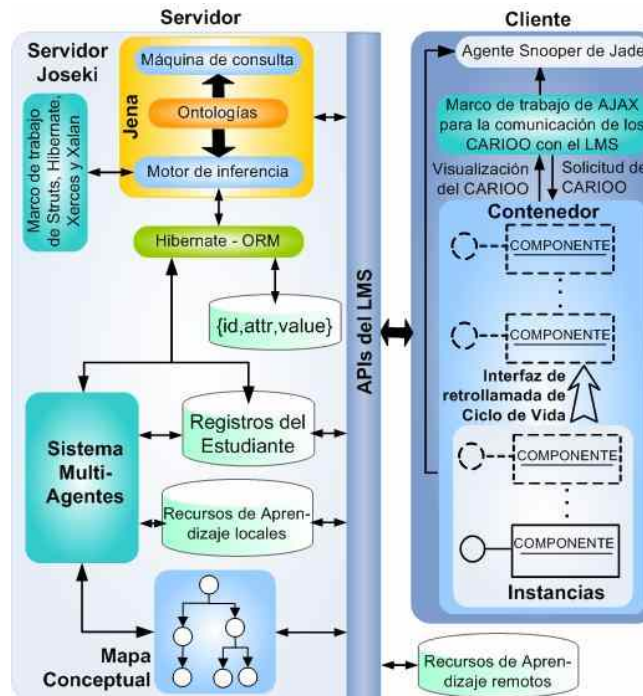 Servidor
Servidor
Joseki
Máquina de consulta
Ontologías
Jena
Motor de inferencia
Marco de trabajo
de Struts, Hibernate,
Xerces y Xalan
Hibernate - ORM
{id,attr,value}
Registros del
Estudiante
Sistema
Multi-
Agentes
Recursos de Apren-
dizaje locales
Mapa
Conceptual
APIs del LMS
Cliente
Agente Snooper de Jade
Marco de trabajo de AJAX
para la comunicación de los
CARIOO con el LMS
Visualización
del CARIOO
Solicitud de
CARIOO
Contenedor
COMPONENTE
COMPONENTE
Interfaz de
retrollamada de
Ciclo de Vida
COMPONENTE
COMPONENTE
Instancias
Recursos de Apren-
dizaje remotos